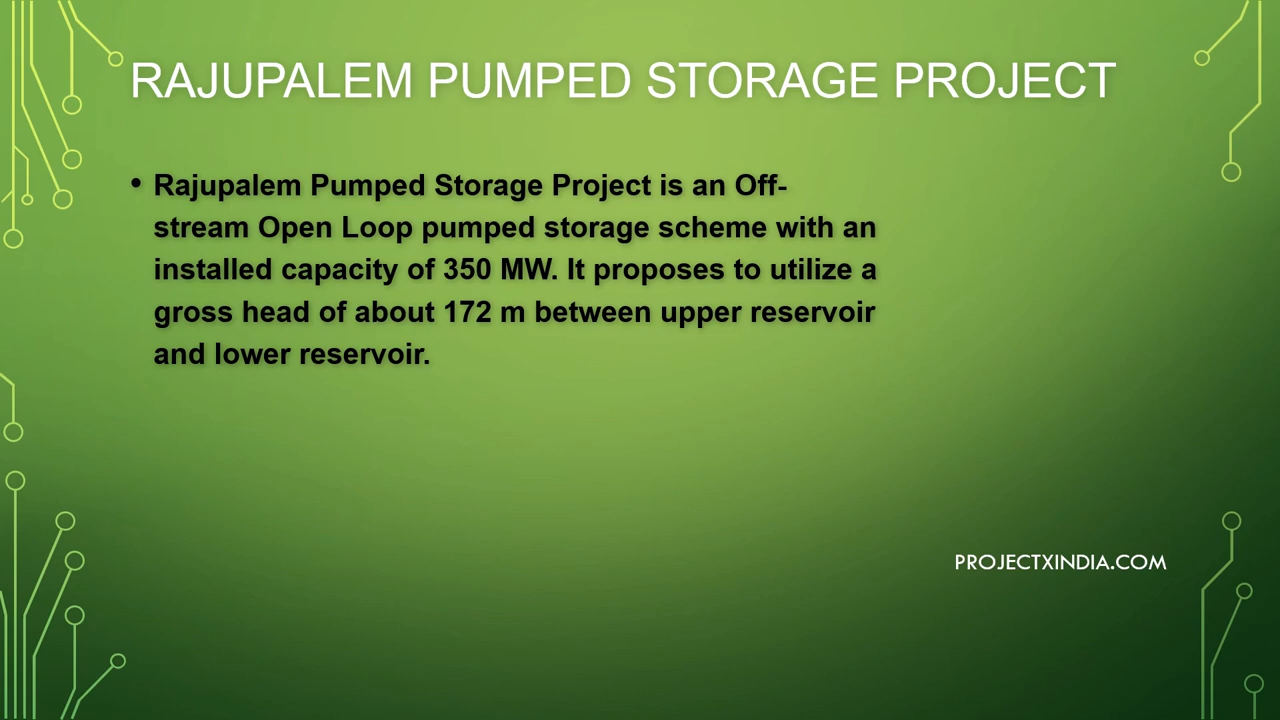 RAJUPALEM PUMPED STORAGE PROJECT
• Rajupalem Pumped Storage Project is an Off-
stream Open Loop pumped storage scheme with an
installed capacity of 350 MW. It proposes to utilize a
gross head of about 172 m between upper reservoir
and lower reservoir.
PROJECTXINDIA.COM